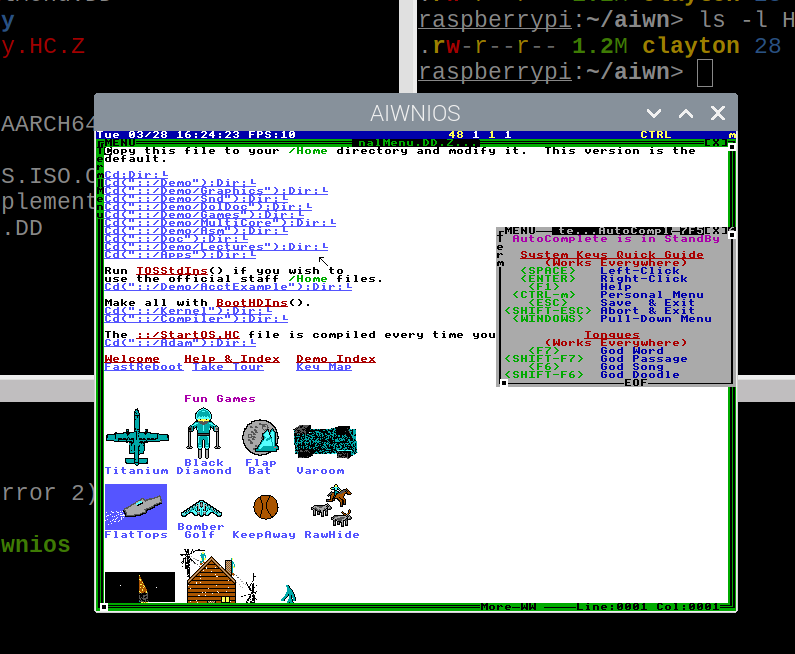 y
y.HC.Z
AARCH64
S.ISO.C
plement
.DD
rror 2)
wnios
raspberrypi:~/aiwn> ls -l H
.rw-r--r-- 1.2M clayton 28
raspberrypi:~/aiwn>
AIWNIOS
Tue 03/28 16:24:23 FPS:10 48 1 1 1 CTRL m
MENU nalMenu.DD.Z... [X]
Copy this file to your /Home directory and modify it. This version is the
default.
Cd;Dir;
Cd("::/Demo");Dir;
Cd("::/Demo/Graphics");Dir;
Cd("::/Demo/Snd");Dir;
Cd("::/Demo/DolDoc");Dir;
Cd("::/Demo/Games");Dir;
Cd("::/Demo/MultiCore");Dir;
Cd("::/Demo/Asm");Dir;
Cd("::/Doc");Dir;
Cd("::/Demo/Lectures");Dir;
Cd("::/Apps");Dir;
Run TOSStdIns() if you wish to
use the official staff /Home files.
Cd("::/Demo/AcctExample");Dir;
Make all with BootHDIns().
Cd("::/Kernel");Dir;
Cd("::/Compiler");Dir;
The ::/StartOS.HC file is compiled every time you
Cd("::/Adam");Dir;
Welcome Help & Index Demo Index
FastReboot Take Tour Key Map
Fun Games
Titanium
Black
Diamond
Flap
Bat
Varoom
FlatTops
Bomber
Golf
KeepAway
RawHide
More WW Line:0001 Col:0001
MENU te...AutoCompl [X]
AutoComplete is in StandBy
System Keys Quick Guide
(Works Everywhere)
<SPACE> Left-Click
<ENTER> Right-Click
<F1> Help
<CTRL-m> Personal Menu
<ESC> Save & Exit
<SHIFT-ESC> Abort & Exit
<WINDOWS> Pull-Down Menu
Tongues
(Works Everywhere)
<F7> God Word
<SHIFT-F7> God Passage
<F6> God Song
<SHIFT-F6> God Doodle
EOF